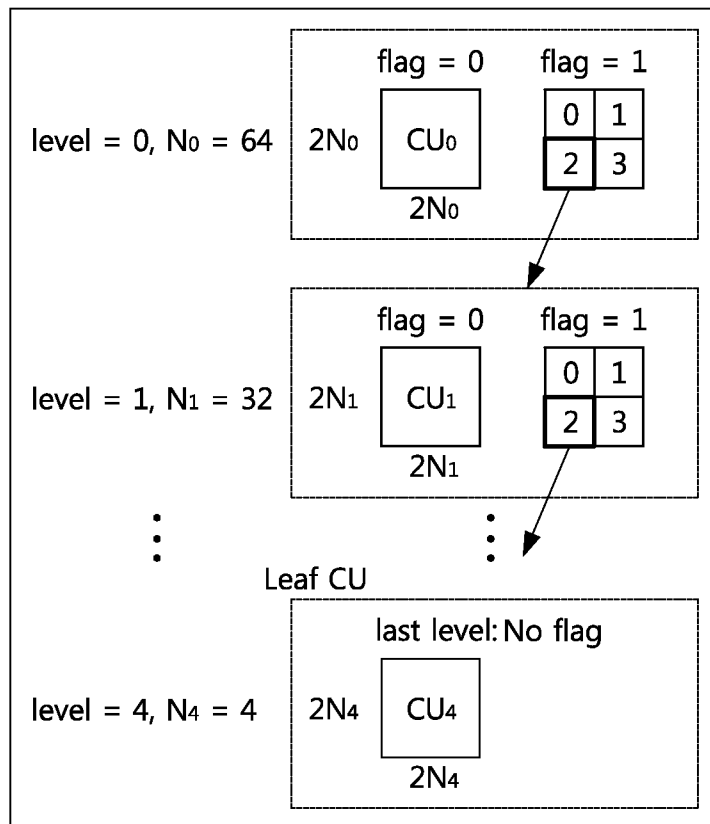 flag = 0 flag = 1
level = 0, N₀ = 64 2N₀ CU₀ 0 1
2 3
2N₀
flag = 0 flag = 1
level = 1, N₁ = 32 2N₁ CU₁ 0 1
2 3
2N₁
Leaf CU
last level: No flag
level = 4, N₄ = 4 2N₄ CU₄
2N₄